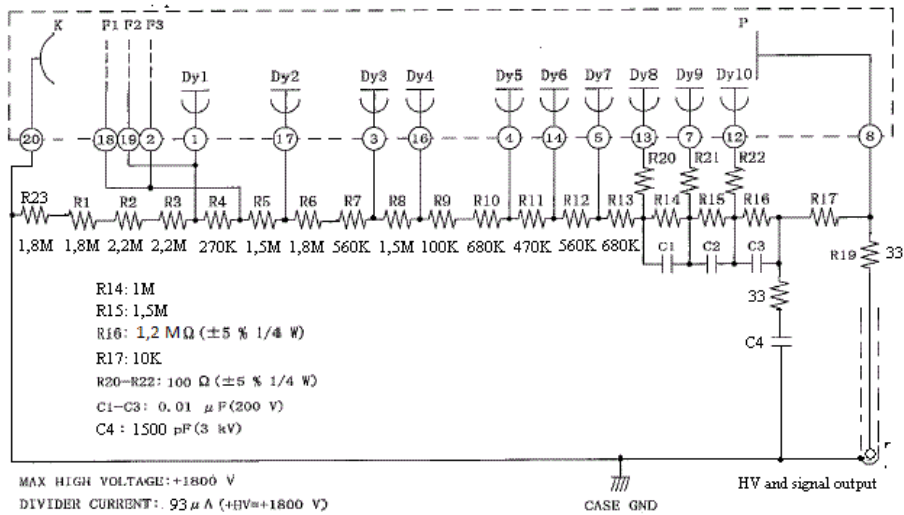 K F1 F2 F3 P
Dy1 Dy2 Dy3 Dy4 Dy5 Dy6 Dy7 Dy8 Dy9 Dy10
20 18 19 2 1 17 3 16 4 14 5 13 7 12 8
R20 R21 R22
R23 R1 R2 R3 R4 R5 R6 R7 R8 R9 R10 R11 R12 R13 R14 R15 R16 R17
1,8M 1,8M 2,2M 2,2M 270K 1,5M 1,8M 560K 1,5M 100K 680K 470K 560K 680K
C1 C2 C3 R19 33
33
C4
R14: 1M
R15: 1,5M
R16: 1,2 MΩ (±5 % 1/4 W)
R17: 10K
R20-R22: 100 Ω (±5 % 1/4 W)
C1-C3: 0.01 μF (200 V)
C4 : 1500 pF (3 kV)
MAX HIGH VOLTAGE:+1800 V
DIVIDER CURRENT: 93 μA (+HV=+1800 V)
CASE GND
HV and signal output